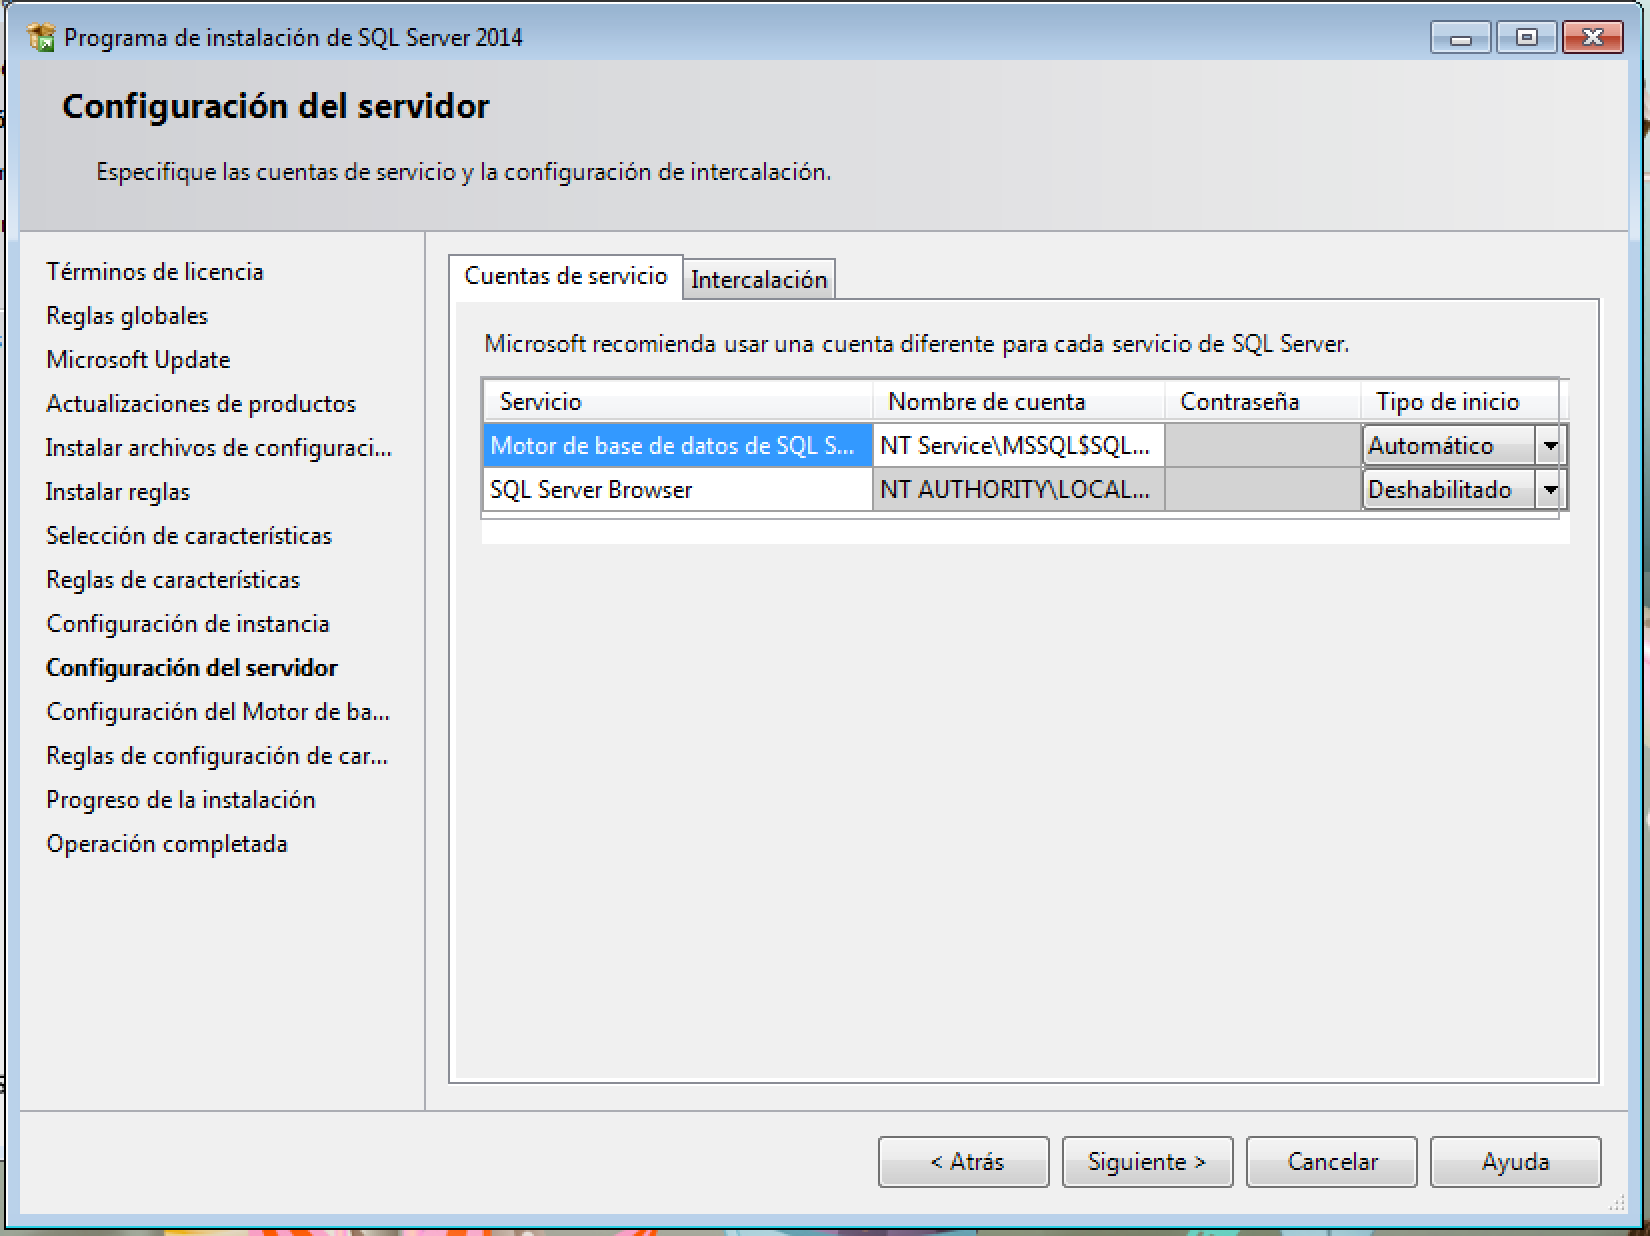 Programa de instalación de SQL Server 2014
Configuración del servidor
Especifique las cuentas de servicio y la configuración de intercalación.
Términos de licencia
Reglas globales
Microsoft Update
Actualizaciones de productos
Instalar archivos de configuraci...
Instalar reglas
Selección de características
Reglas de características
Configuración de instancia
Configuración del servidor
Configuración del Motor de ba...
Reglas de configuración de car...
Progreso de la instalación
Operación completada
Cuentas de servicio Intercalación
Microsoft recomienda usar una cuenta diferente para cada servicio de SQL Server.
Servicio Nombre de cuenta Contraseña Tipo de inicio
Motor de base de datos de SQL S... NT Service\MSSQL$SQL... Automático
SQL Server Browser NT AUTHORITY\LOCAL... Deshabilitado
< Atrás Siguiente > Cancelar Ayuda